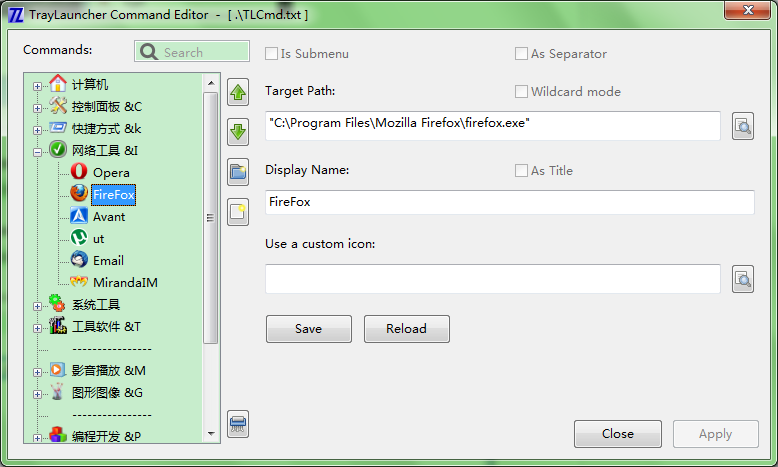 TrayLauncher Command Editor - [ .\TLCmd.txt ]
Commands:
Search
计算机
控制面板 &C
快捷方式 &k
网络工具 &I
Opera
FireFox
Avant
ut
Email
MirandaIM
系统工具
工具软件 &T
---------------
影音播放 &M
图形图像 &G
---------------
编程开发 &P
Is Submenu
As Separator
Target Path:
Wildcard mode
"C:\Program Files\Mozilla Firefox\firefox.exe"
Display Name:
As Title
FireFox
Use a custom icon:
Save
Reload
Close
Apply